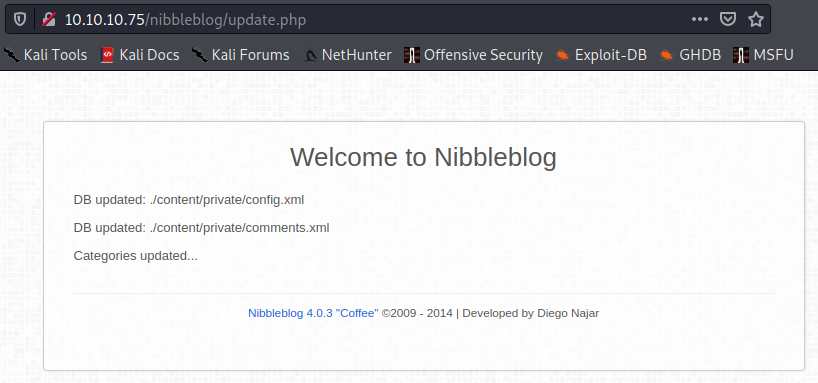 10.10.10.75/nibbleblog/update.php
Kali Tools Kali Docs Kali Forums NetHunter Offensive Security Exploit-DB GHDB MSFU
Welcome to Nibbleblog
DB updated: ./content/private/config.xml
DB updated: ./content/private/comments.xml
Categories updated...
Nibbleblog 4.0.3 "Coffee" ©2009 - 2014 | Developed by Diego Najar